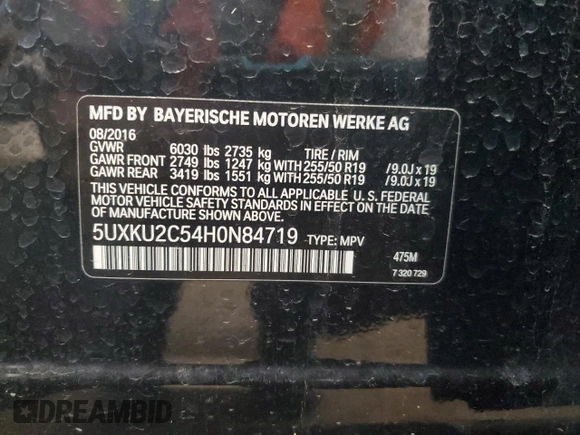 MFD BY BAYERISCHE MOTOREN WERKE AG
08/2016
GVWR 6030 lbs 2735 kg TIRE / RIM
GAWR FRONT 2749 lbs 1247 kg WITH 255/50 R19 /9.0J x 19
GAWR REAR 3419 lbs 1551 kg WITH 255/50 R19 /9.0J x 19
THIS VEHICLE CONFORMS TO ALL APPLICABLE U. S. FEDERAL
MOTOR VEHICLE SAFETY STANDARDS IN EFFECT ON THE
DATE OF MANUFACTURE SHOWN ABOVE.
5UXKU2C54H0N84719 TYPE: MPV
475M
7 320 729
DREAMBID